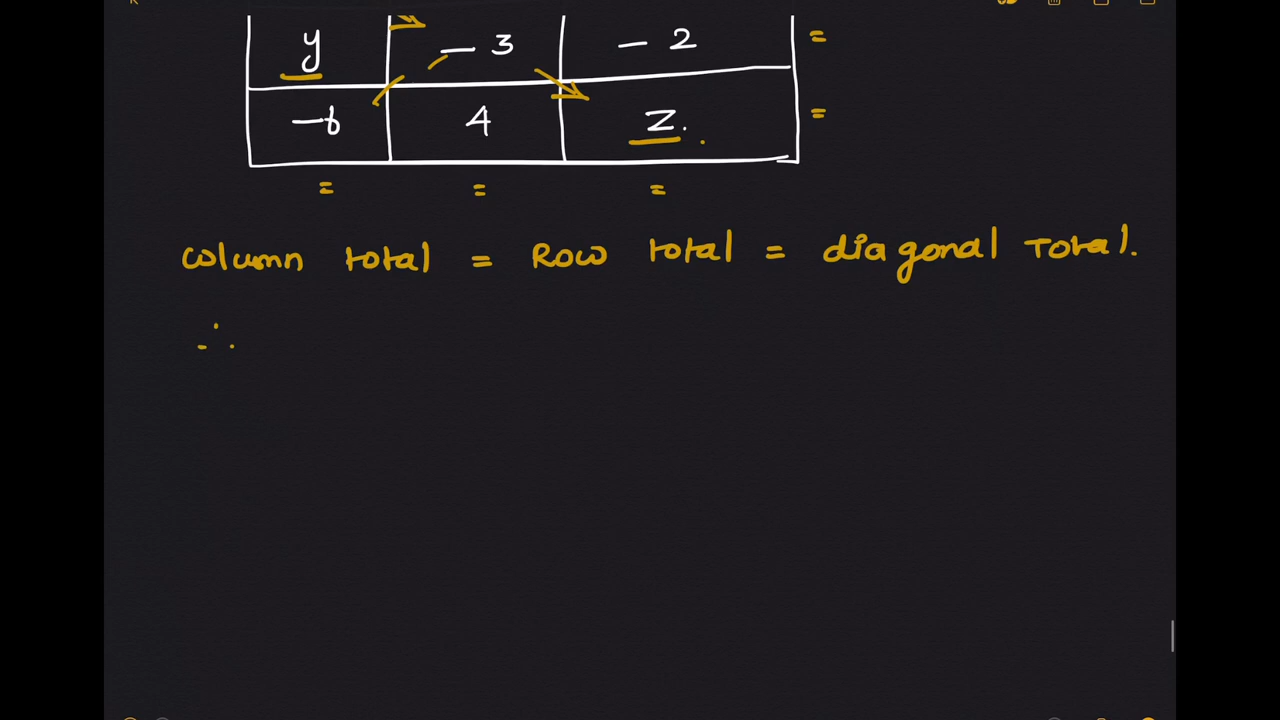 y - 3 - 2 =
-6 4 z. =
= = =
column total = Row total = diagonal Total.
∴